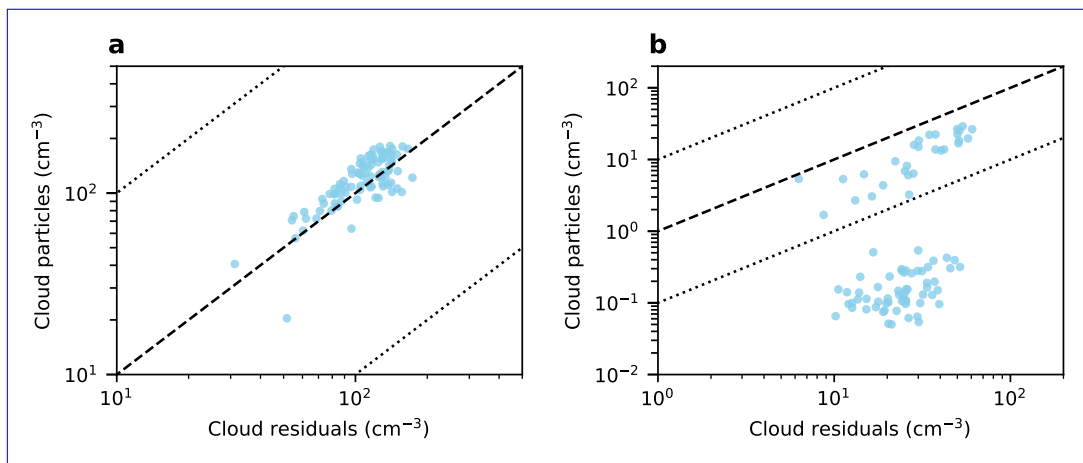 a
Cloud particles (cm⁻³)
10²
10¹
10¹
10²
Cloud residuals (cm⁻³)
b
Cloud particles (cm⁻³)
10²
10¹
10⁰
10⁻¹
10⁻²
10⁰
10¹
10²
Cloud residuals (cm⁻³)